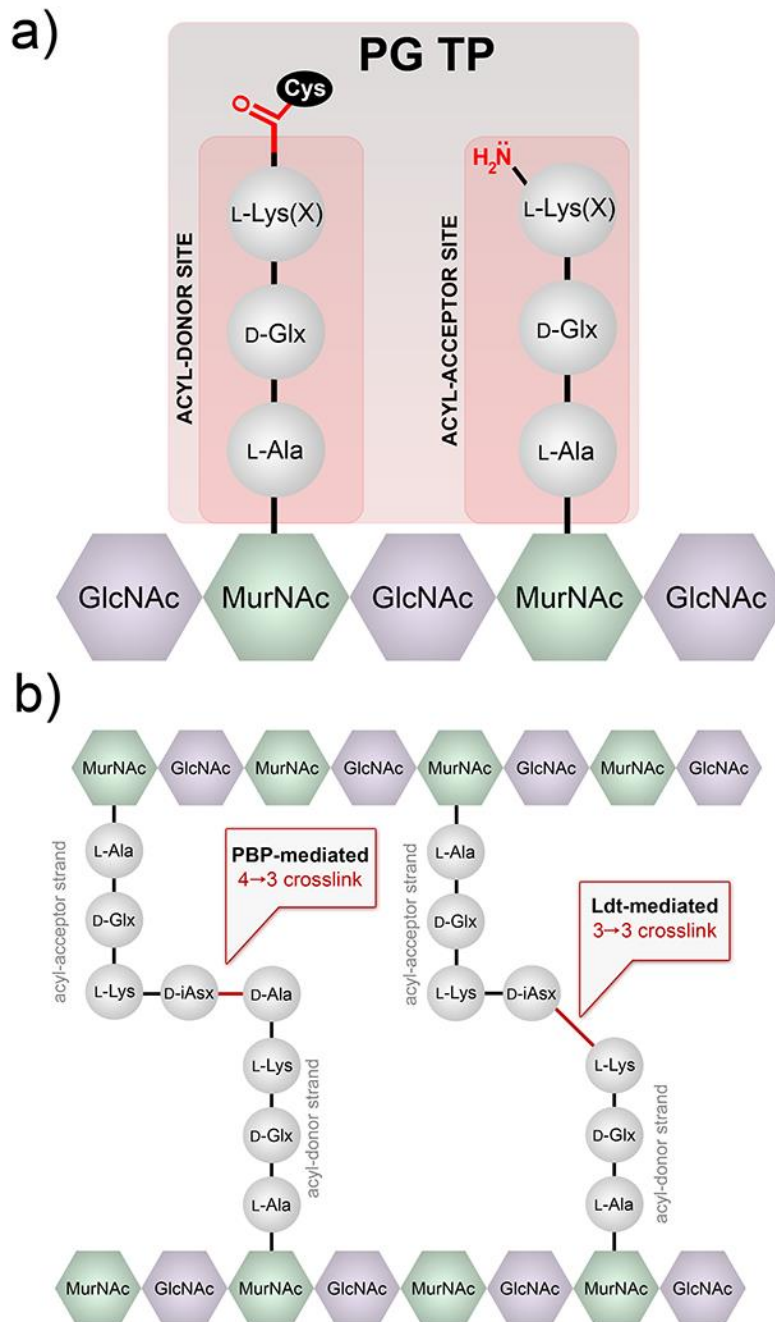 a)
PG TP
Cys
O
H₂N̈
L-Lys(X)
L-Lys(X)
ACYL-DONOR SITE
ACYL-ACCEPTOR SITE
D-Glx
D-Glx
L-Ala
L-Ala
GlcNAc MurNAc GlcNAc MurNAc GlcNAc
b)
MurNAc GlcNAc MurNAc GlcNAc MurNAc GlcNAc MurNAc GlcNAc
acyl-acceptor strand
L-Ala
D-Glx
L-Lys D-iAsx D-Ala
PBP-mediated
4→3 crosslink
L-Lys
D-Glx
L-Ala
acyl-donor strand
acyl-acceptor strand
L-Ala
D-Glx
L-Lys D-iAsx
Ldt-mediated
3→3 crosslink
L-Lys
D-Glx
L-Ala
acyl-donor strand
MurNAc GlcNAc MurNAc GlcNAc MurNAc GlcNAc MurNAc GlcNAc